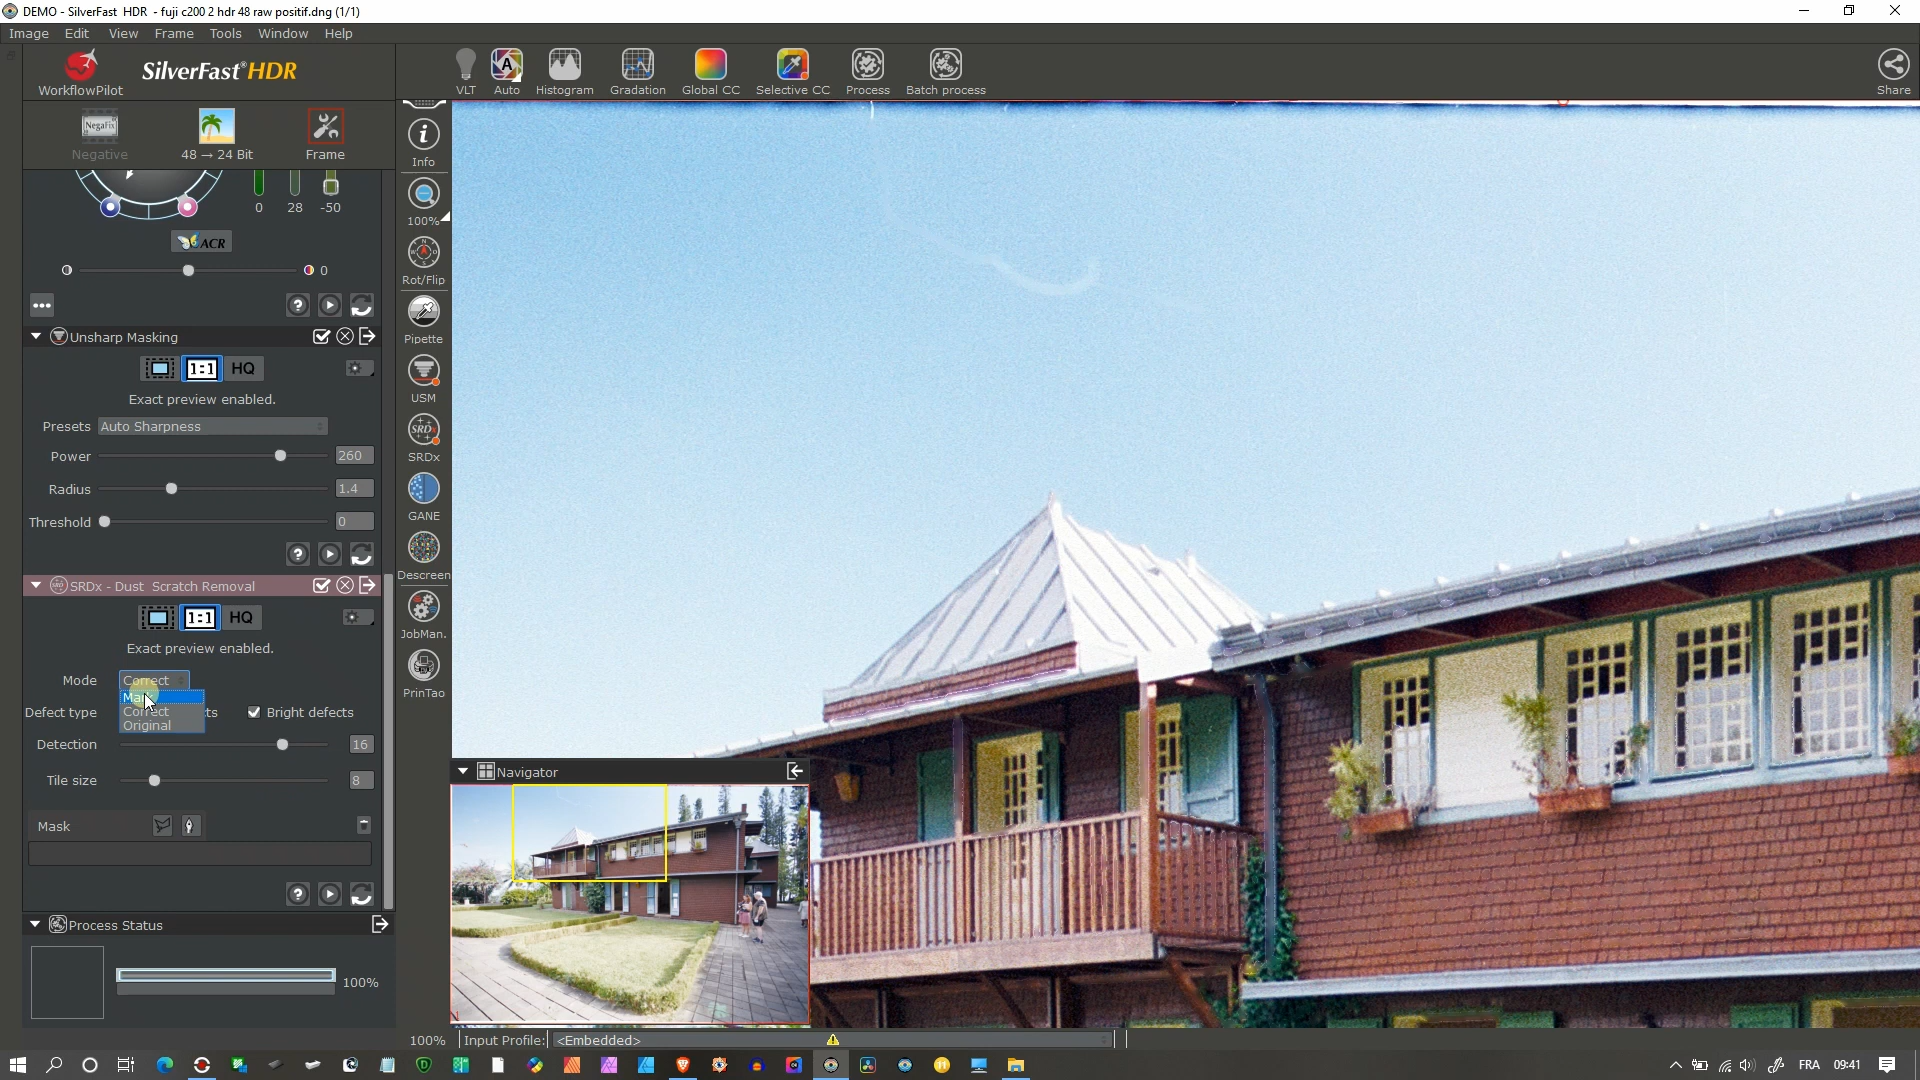 DEMO - SilverFast HDR - fuji c200 2 hdr 48 raw positif.dng (1/1)
Image Edit View Frame Tools Window Help
WorkflowPilot
SilverFast®HDR
VLT Auto Histogram Gradation Global CC Selective CC Process Batch process Share
NegaFix
Negative
48 → 24 Bit
Frame
Info
100%
Rot/Flip
Pipette
USM
SRDx
SRDx
GANE
Descreen
JobMan.
PrinTao
0 28 -50
ACR
0
Unsharp Masking
1:1 HQ
Exact preview enabled.
Presets Auto Sharpness
Power 260
Radius 1.4
Threshold 0
SRDx - Dust Scratch Removal
1:1 HQ
Exact preview enabled.
Mode Correct
Correct
Original
Defect type
Bright defects
Detection 16
Tile size 8
Mask
Process Status
100%
Navigator
100% Input Profile: <Embedded>
FRA 09:41